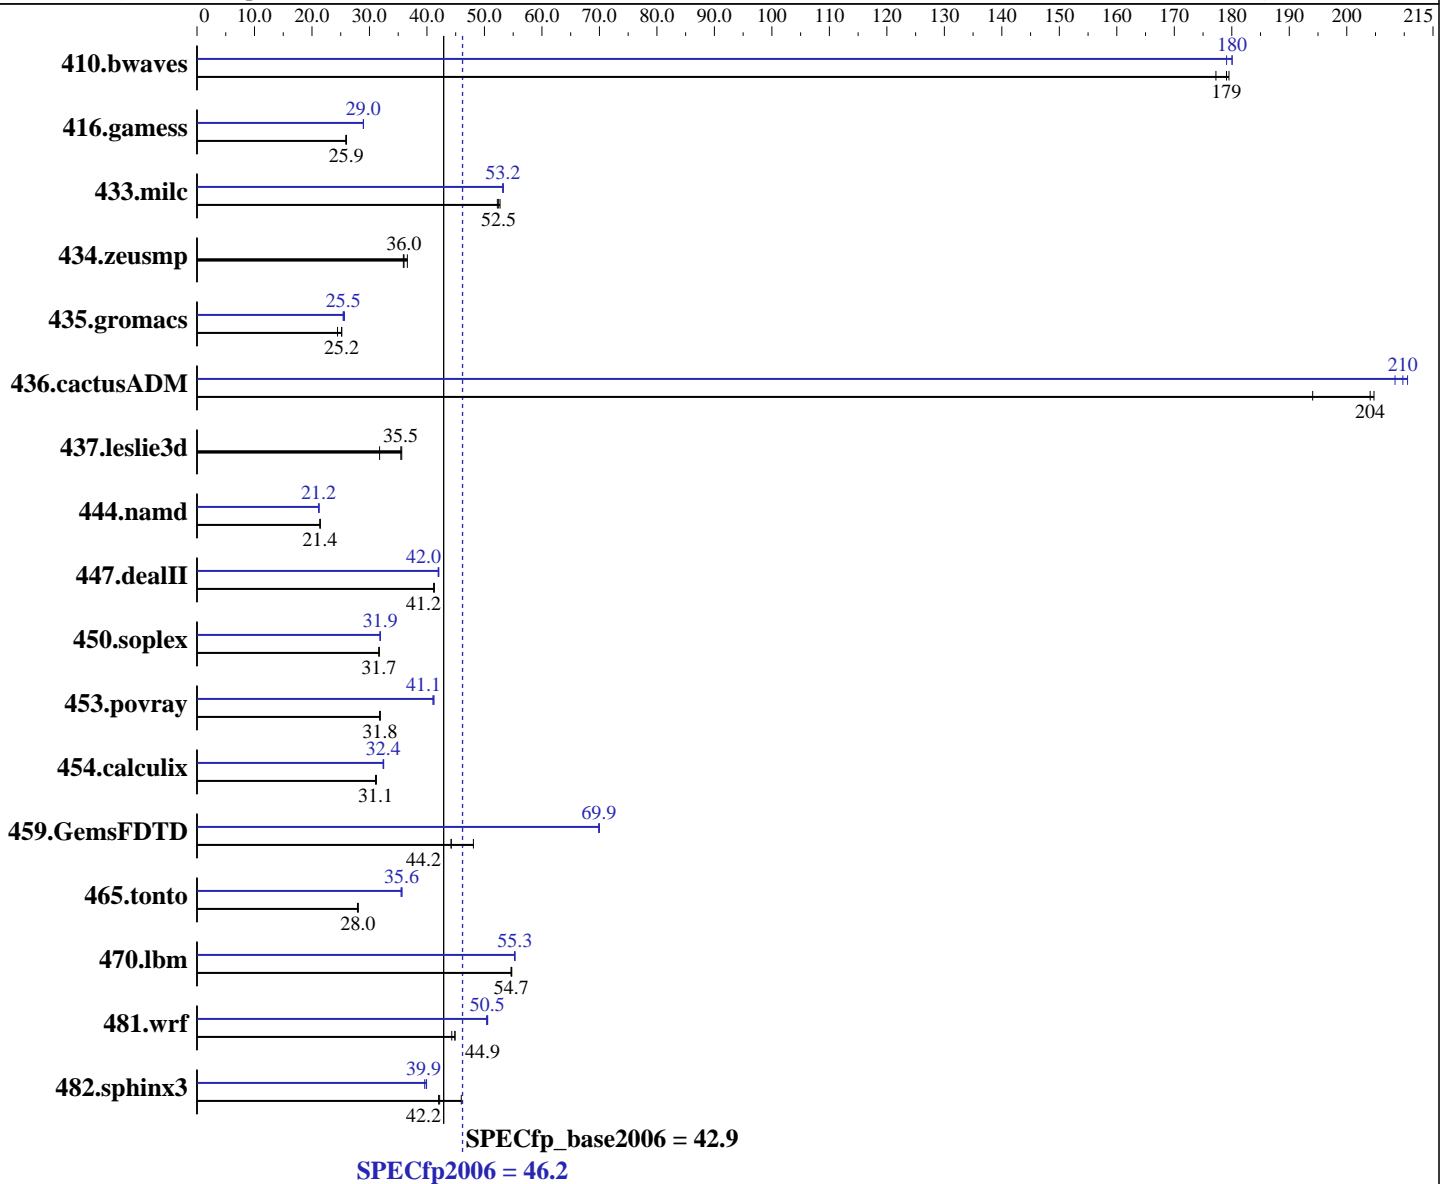 0 10.0 20.0 30.0 40.0 50.0 60.0 70.0 80.0 90.0 100 110 120 130 140 150 160 170 180 190 200 215
180
410.bwaves
179
29.0
416.gamess
25.9
53.2
433.milc
52.5
36.0
434.zeusmp
25.5
435.gromacs
25.2
210
436.cactusADM
204
35.5
437.leslie3d
21.2
444.namd
21.4
42.0
447.dealII
41.2
31.9
450.soplex
31.7
41.1
453.povray
31.8
32.4
454.calculix
31.1
69.9
459.GemsFDTD
44.2
35.6
465.tonto
28.0
55.3
470.lbm
54.7
50.5
481.wrf
44.9
39.9
482.sphinx3
42.2
SPECfp_base2006 = 42.9
SPECfp2006 = 46.2